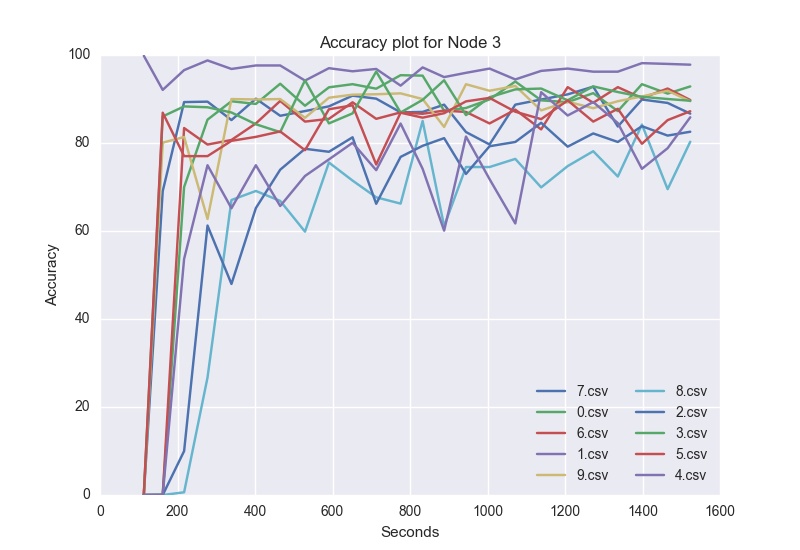 Accuracy plot for Node 3
100
80
60
40
20
0
Accuracy
0 200 400 600 800 1000 1200 1400 1600
Seconds
7.csv 8.csv
0.csv 2.csv
6.csv 3.csv
1.csv 5.csv
9.csv 4.csv